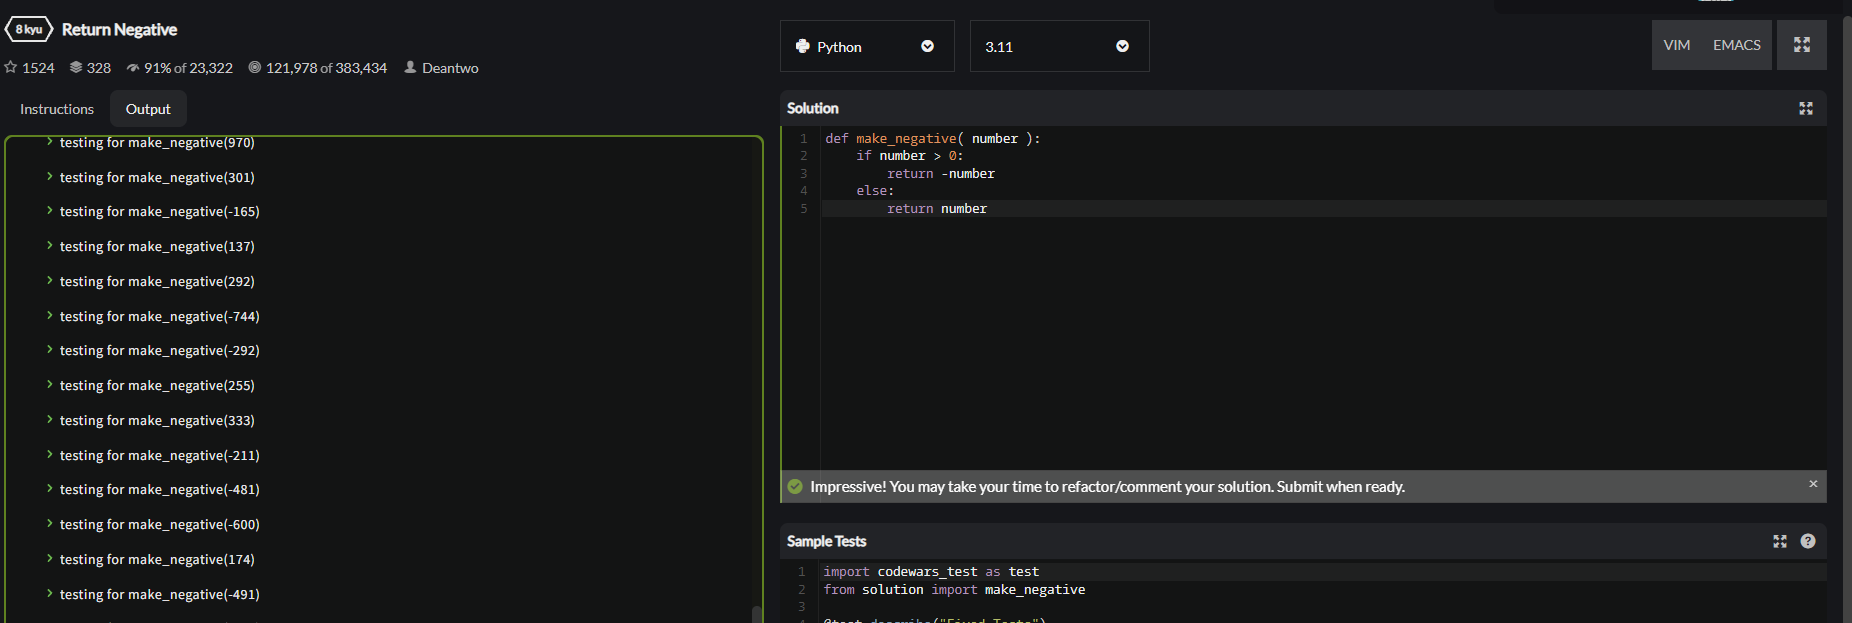 8 kyu Return Negative
1524 328 91% of 23,322 121,978 of 383,434 Deantwo
Instructions Output
testing for make_negative(970)
testing for make_negative(301)
testing for make_negative(-165)
testing for make_negative(137)
testing for make_negative(292)
testing for make_negative(-744)
testing for make_negative(-292)
testing for make_negative(255)
testing for make_negative(333)
testing for make_negative(-211)
testing for make_negative(-481)
testing for make_negative(-600)
testing for make_negative(174)
testing for make_negative(-491)
Python 3.11 VIM EMACS
Solution
1 def make_negative( number ):
2 if number > 0:
3 return -number
4 else:
5 return number
Impressive! You may take your time to refactor/comment your solution. Submit when ready.
Sample Tests
1 import codewars_test as test
2 from solution import make_negative
3
4 @test.describe("Fixed Tests")